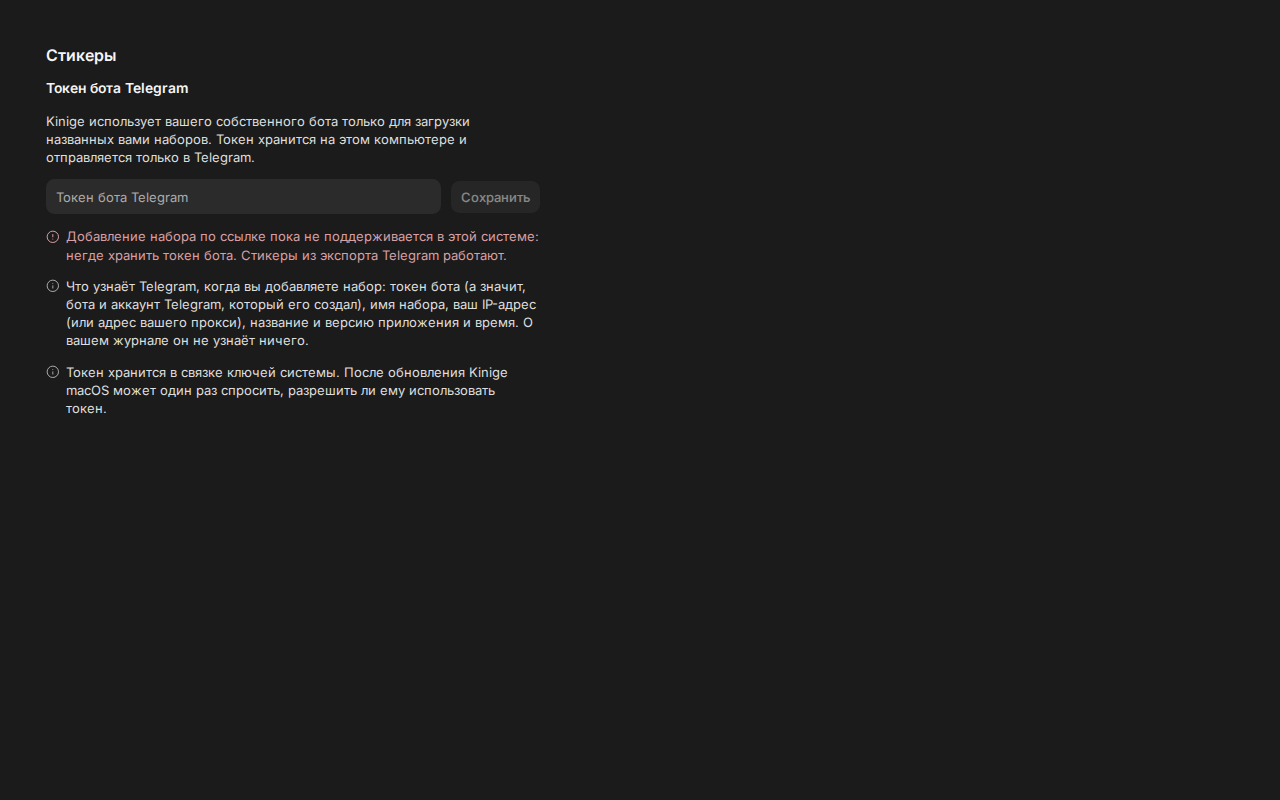 Стикеры
Токен бота Telegram
Kinige использует вашего собственного бота только для загрузки
названных вами наборов. Токен хранится на этом компьютере и
отправляется только в Telegram.
Токен бота Telegram
Сохранить
Добавление набора по ссылке пока не поддерживается в этой системе:
негде хранить токен бота. Стикеры из экспорта Telegram работают.
Что узнаёт Telegram, когда вы добавляете набор: токен бота (а значит,
бота и аккаунт Telegram, который его создал), имя набора, ваш IP-адрес
(или адрес вашего прокси), название и версию приложения и время. О
вашем журнале он не узнаёт ничего.
Токен хранится в связке ключей системы. После обновления Kinige
macOS может один раз спросить, разрешить ли ему использовать
токен.